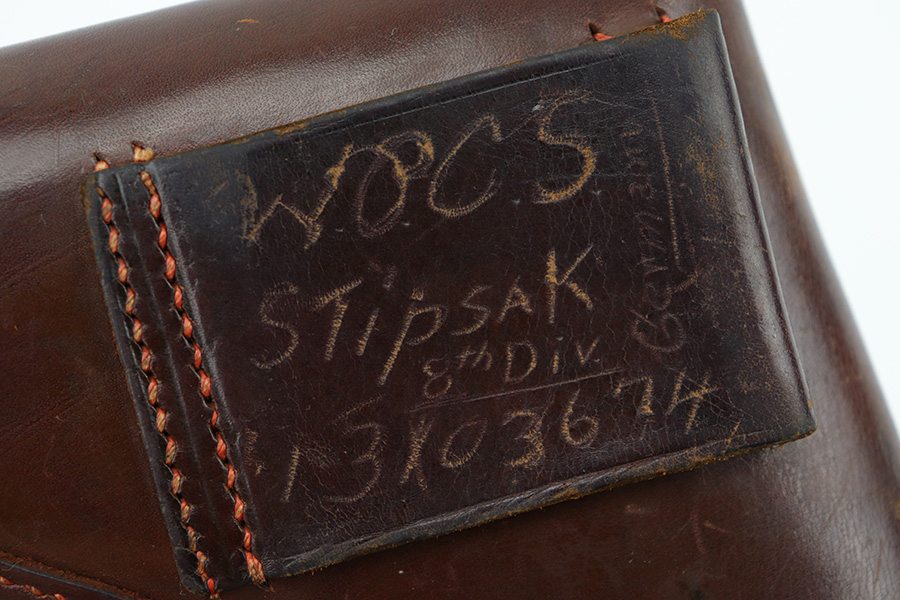 WOCS
STipsAK
8th Div.
13103674